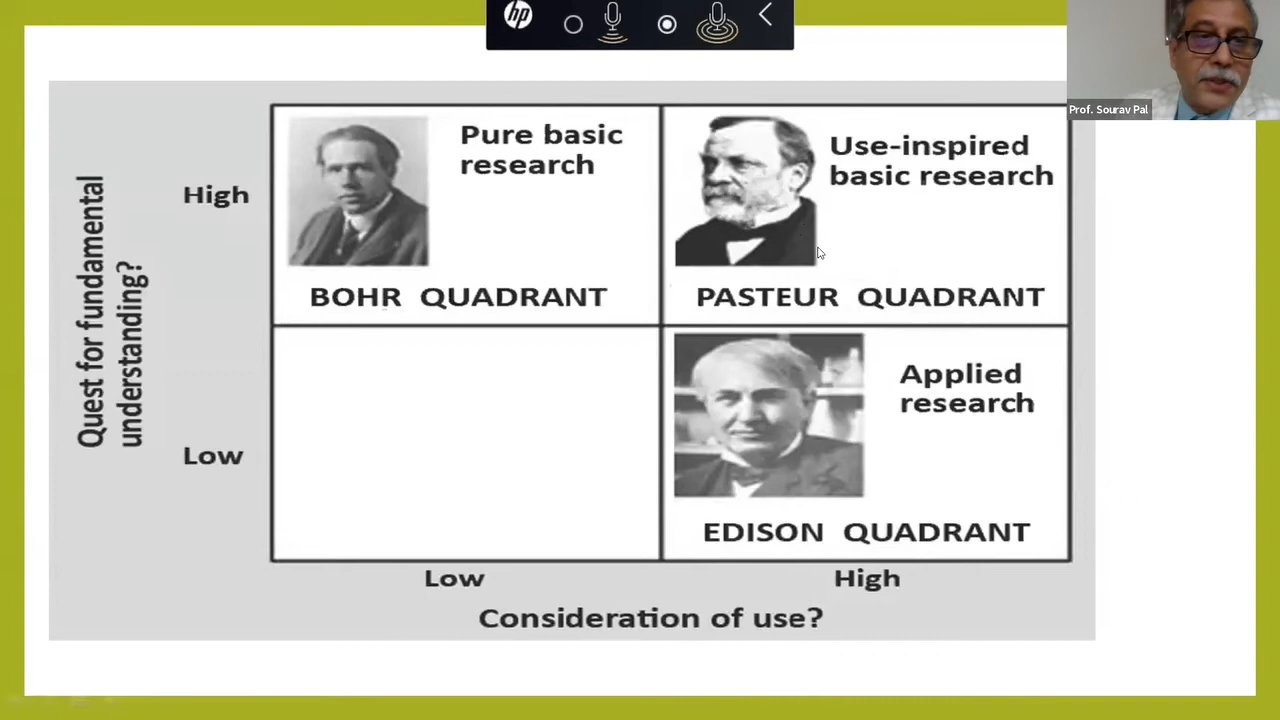 hp
Prof. Sourav Pal
Quest for fundamental
understanding?
High
Low
Pure basic
research
BOHR QUADRANT
Use-inspired
basic research
PASTEUR QUADRANT
Applied
research
EDISON QUADRANT
Low
High
Consideration of use?